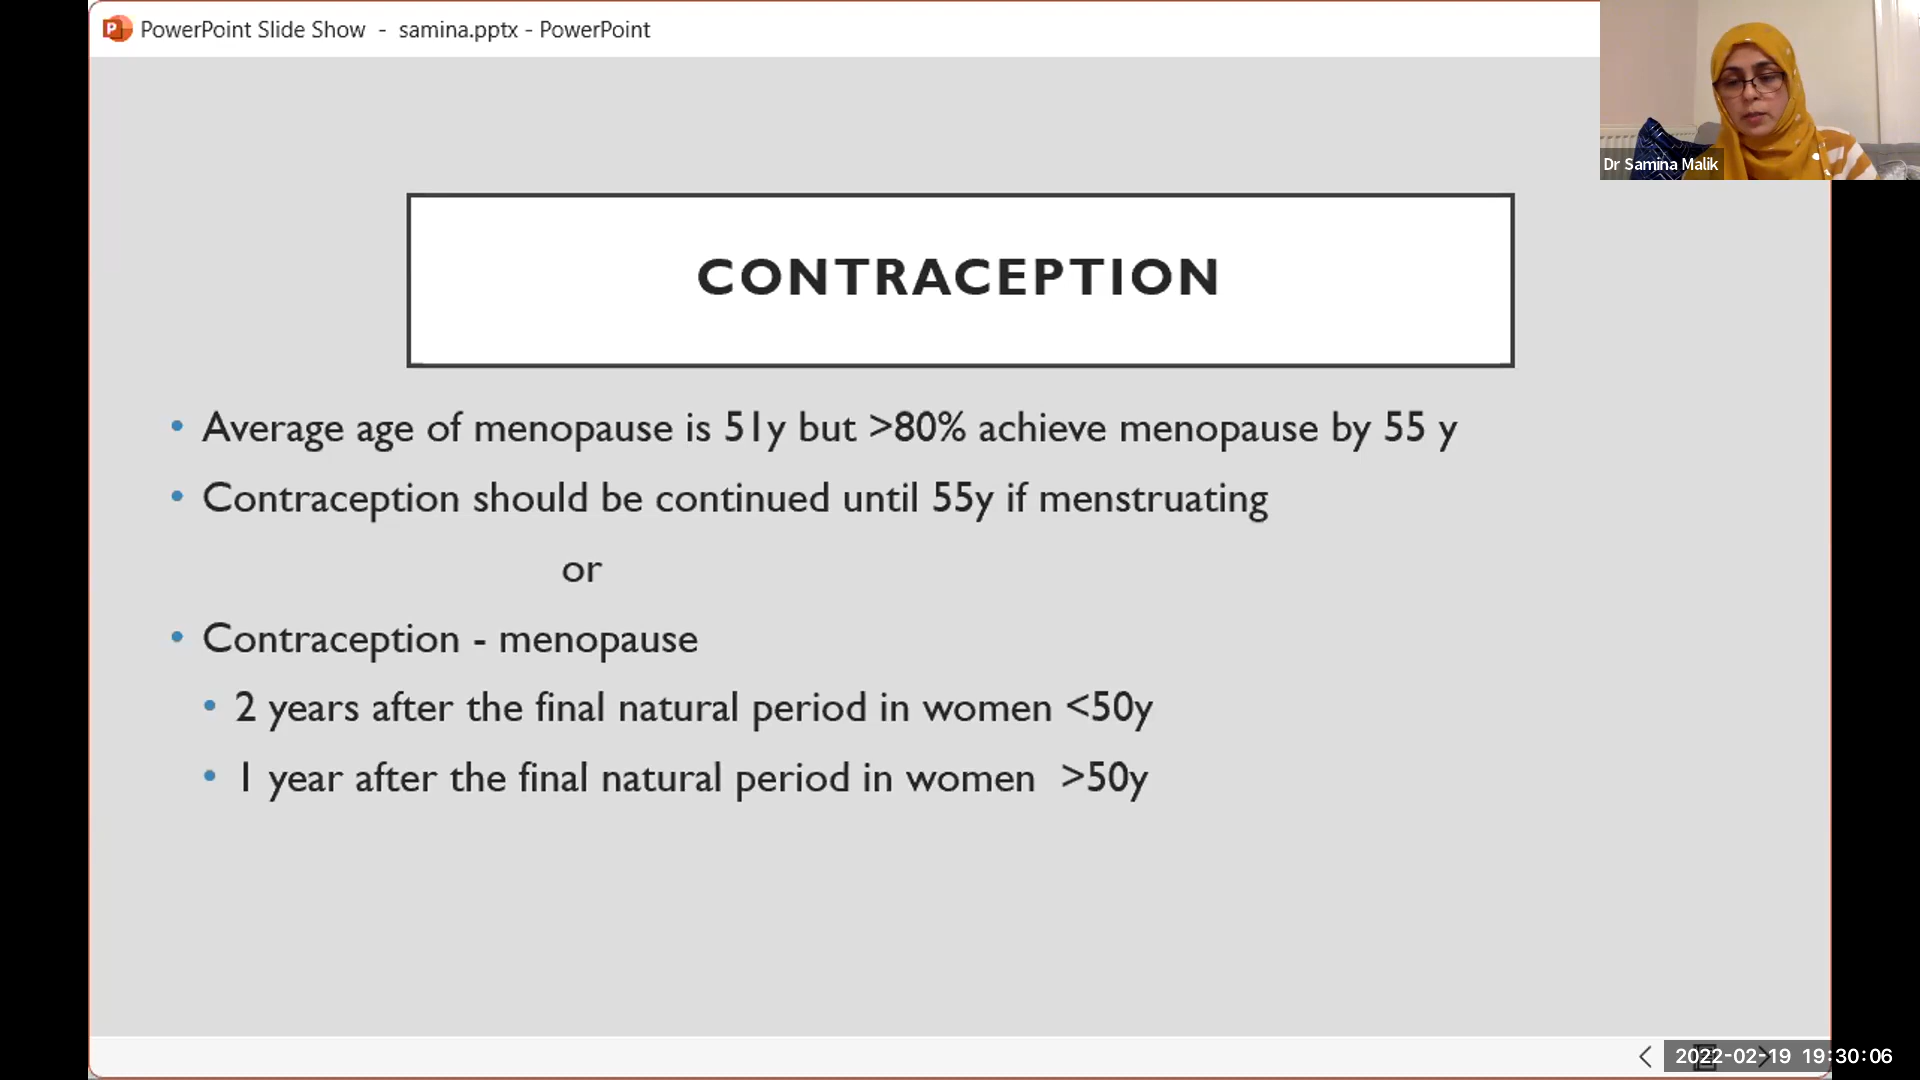 PowerPoint Slide Show - samina.pptx - PowerPoint
Dr Samina Malik
CONTRACEPTION
• Average age of menopause is 51y but >80% achieve menopause by 55 y
• Contraception should be continued until 55y if menstruating
or
• Contraception - menopause
• 2 years after the final natural period in women <50y
• 1 year after the final natural period in women >50y
2022-02-19 19:30:06